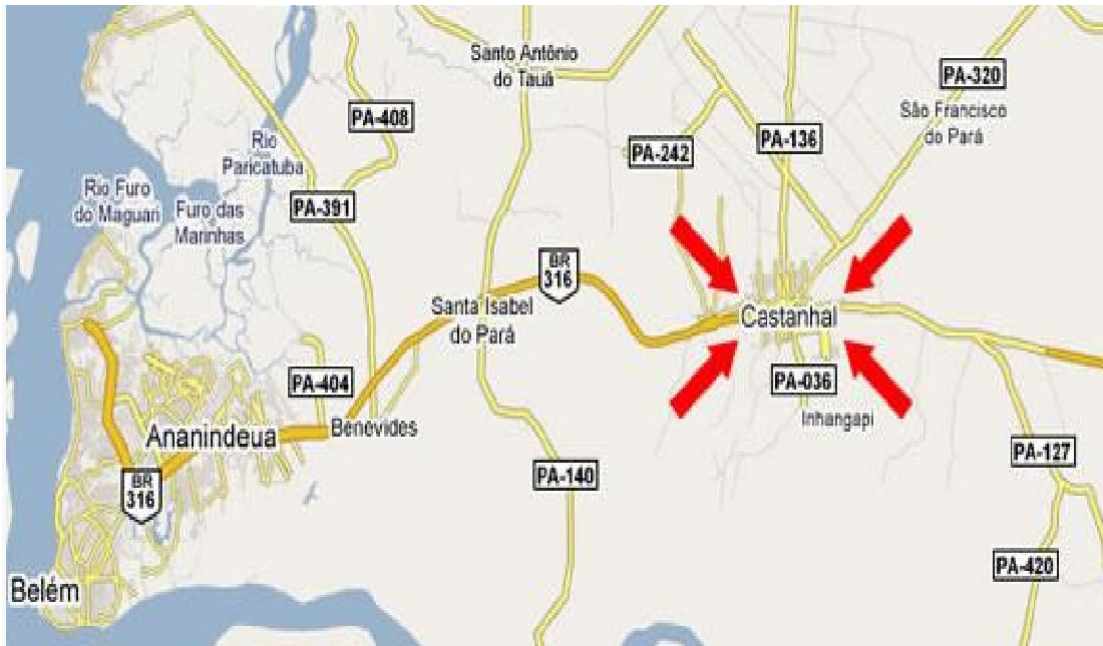 Santo Antônio
do Tauá
PA-320
São Francisco
do Pará
PA-408
PA-136
PA-242
Rio
Paricatuba
Rio Furo
do Maguari
Furo das
Marinhas
PA-391
BR
316
Santa Isabel
do Pará
Castanhal
PA-404
PA-036
Benevides
Inhangapi
Ananindeua
PA-127
BR
316
PA-140
PA-420
Belém